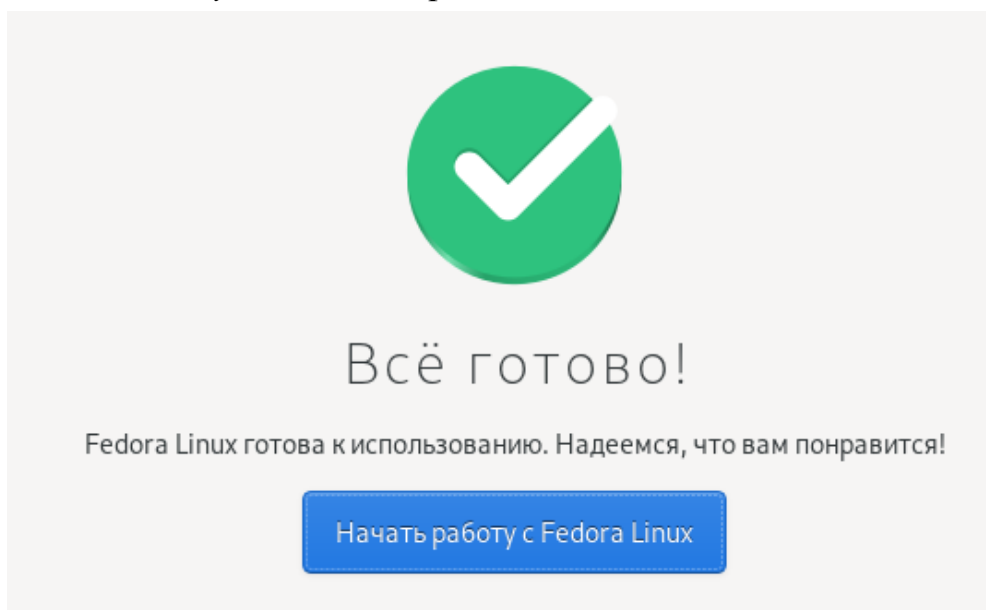 Всё готово!
Fedora Linux готова к использованию. Надеемся, что вам понравится!
Начать работу с Fedora Linux